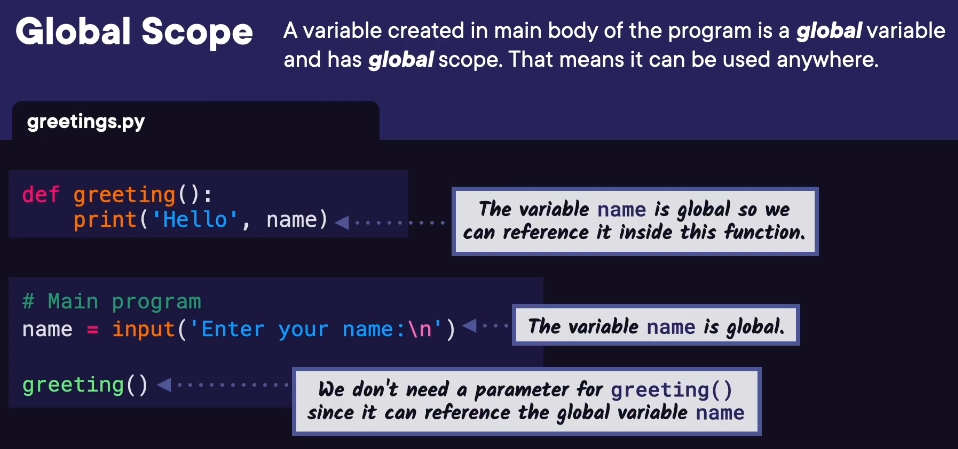 Global Scope
A variable created in main body of the program is a global variable
and has global scope. That means it can be used anywhere.
greetings.py
def greeting():
    print('Hello', name)
The variable name is global so we
can reference it inside this function.
# Main program
name = input('Enter your name:\n')
The variable name is global.
greeting()
We don't need a parameter for greeting()
since it can reference the global variable name